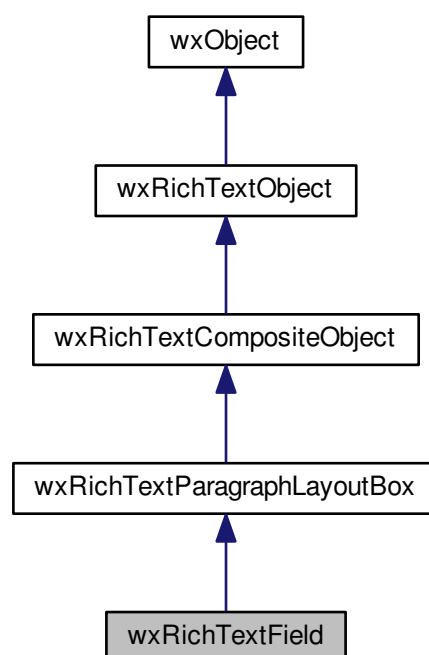 wxObject
wxRichTextObject
wxRichTextCompositeObject
wxRichTextParagraphLayoutBox
wxRichTextField